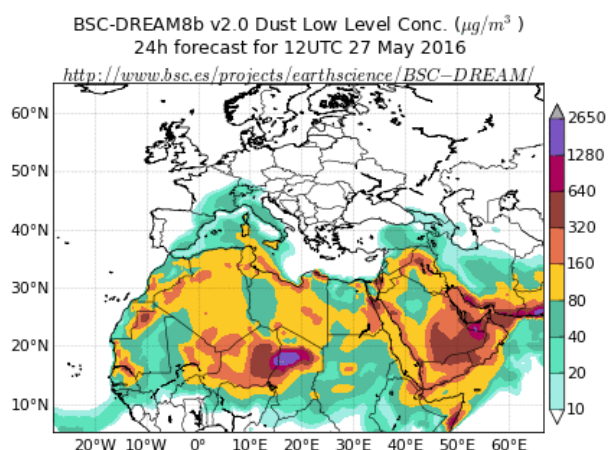 BSC-DREAM8b v2.0 Dust Low Level Conc. (μg/m³ )
24h forecast for 12UTC 27 May 2016
http://www.bsc.es/projects/earthscience/BSC−DREAM/
60°N
50°N
40°N
30°N
20°N
10°N
20°W
10°W
0°
10°E
20°E
30°E
40°E
50°E
60°E
2650
1280
640
320
160
80
40
20
10